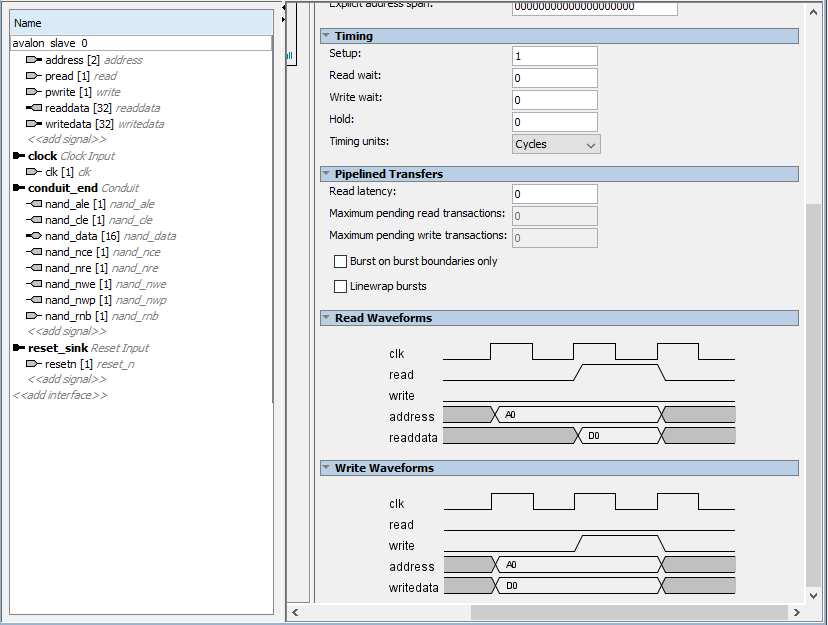 Name
avalon_slave_0
address [2] address
pread [1] read
pwrite [1] write
readdata [32] readdata
writedata [32] writedata
<<add signal>>
clock Clock Input
clk [1] clk
conduit_end Conduit
nand_ale [1] nand_ale
nand_cle [1] nand_cle
nand_data [16] nand_data
nand_nce [1] nand_nce
nand_nre [1] nand_nre
nand_nwe [1] nand_nwe
nand_nwp [1] nand_nwp
nand_rnb [1] nand_rnb
<<add signal>>
reset_sink Reset Input
resetn [1] reset_n
<<add signal>>
<<add interface>>
Explicit address span: 00000000000000000000
Timing
Setup: 1
Read wait: 0
Write wait: 0
Hold: 0
Timing units: Cycles
Pipelined Transfers
Read latency: 0
Maximum pending read transactions: 0
Maximum pending write transactions: 0
Burst on burst boundaries only
Linewrap bursts
Read Waveforms
clk
read
write
address A0
readdata D0
Write Waveforms
clk
read
write
address A0
writedata D0